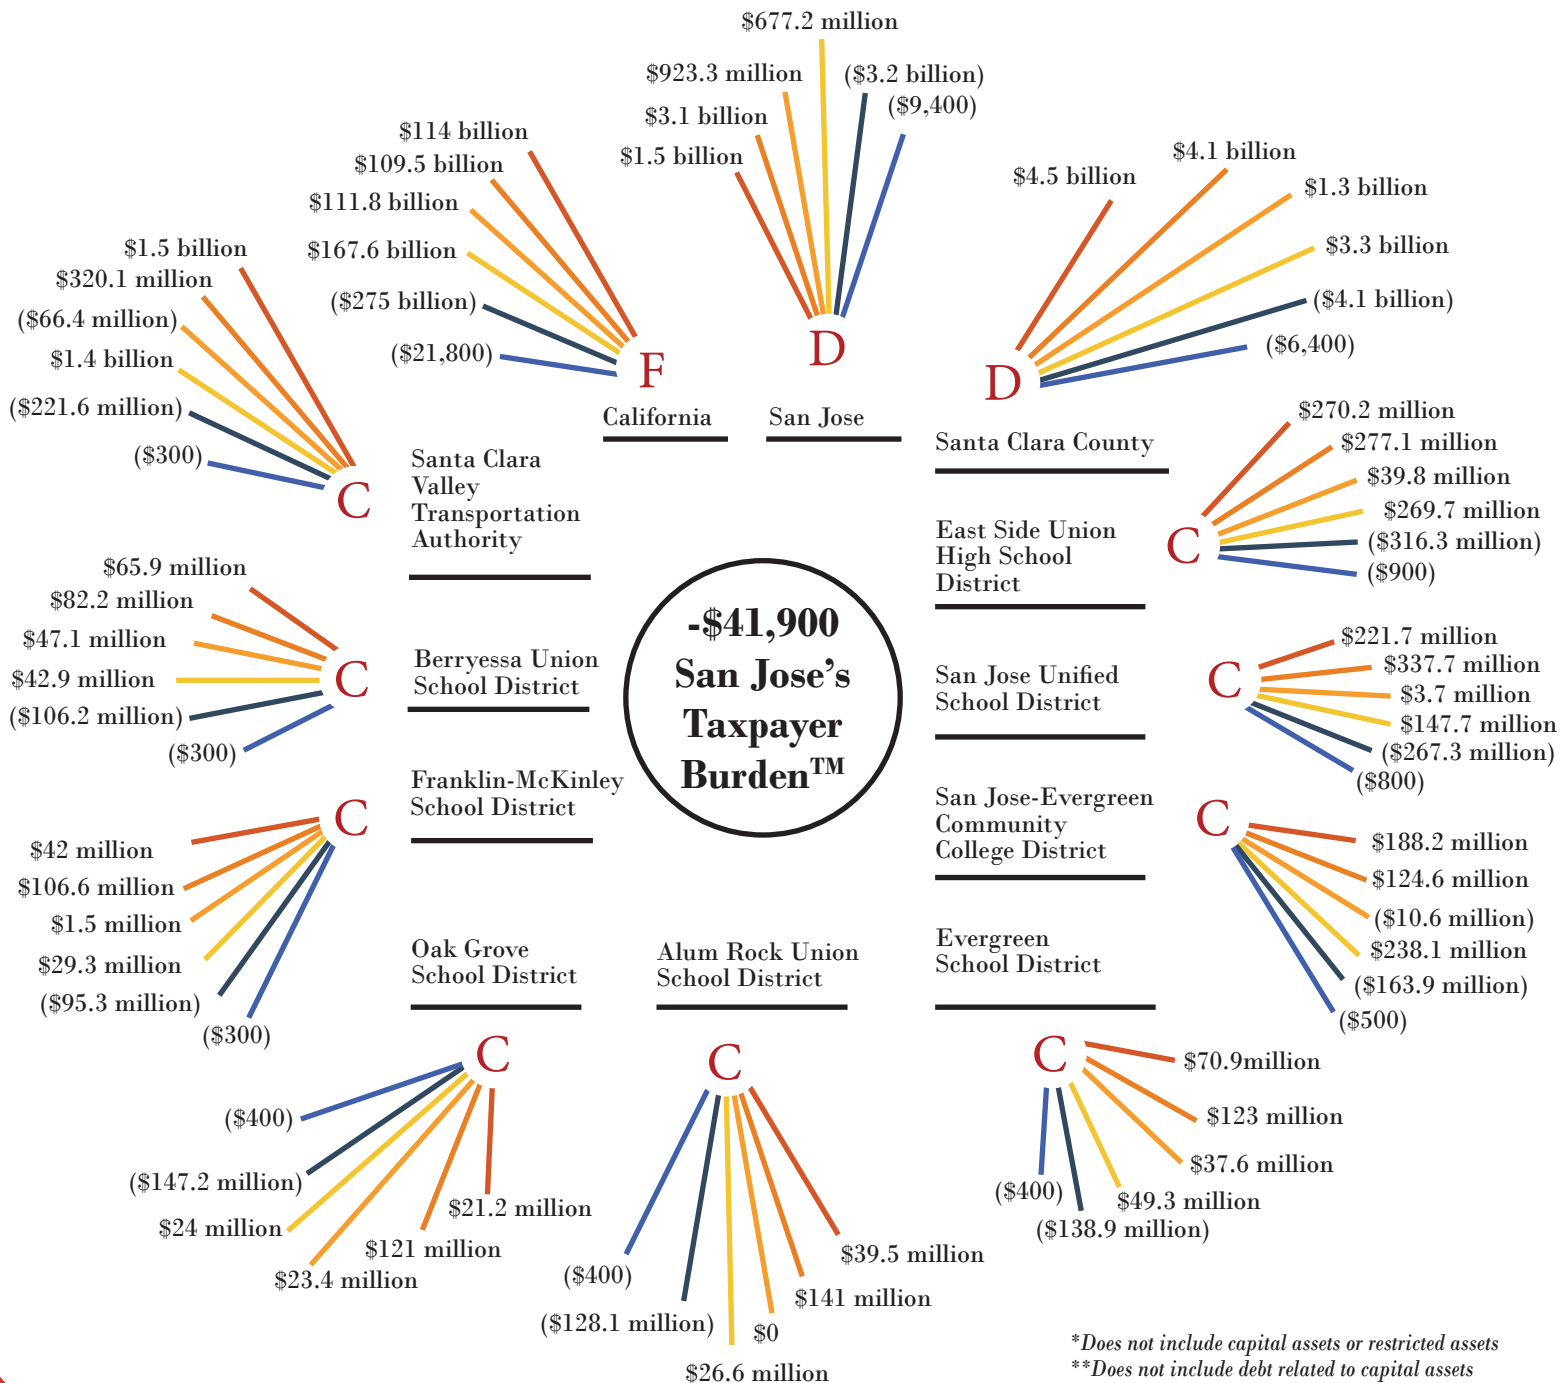 $677.2 million
$923.3 million
($3.2 billion)
$3.1 billion
($9,400)
$1.5 billion
D
San Jose
$114 billion
$109.5 billion
$111.8 billion
$167.6 billion
($275 billion)
($21,800)
F
California
$4.5 billion
$4.1 billion
$1.3 billion
$3.3 billion
($4.1 billion)
($6,400)
D
Santa Clara County
$1.5 billion
$320.1 million
($66.4 million)
$1.4 billion
($221.6 million)
($300)
C
Santa Clara
Valley
Transportation
Authority
$270.2 million
$277.1 million
$39.8 million
$269.7 million
($316.3 million)
($900)
C
East Side Union
High School
District
-$41,900
San Jose's
Taxpayer
Burden™
$65.9 million
$82.2 million
$47.1 million
$42.9 million
($106.2 million)
($300)
C
Berryessa Union
School District
$221.7 million
$337.7 million
$3.7 million
$147.7 million
($267.3 million)
($800)
C
San Jose Unified
School District
C
Franklin-McKinley
School District
$42 million
$106.6 million
$1.5 million
$29.3 million
($95.3 million)
($300)
C
San Jose-Evergreen
Community
College District
$188.2 million
$124.6 million
($10.6 million)
$238.1 million
($163.9 million)
($500)
Oak Grove
School District
C
($400)
($147.2 million)
$24 million
$23.4 million
$121 million
$21.2 million
Alum Rock Union
School District
C
($400)
($128.1 million)
$26.6 million
$0
$141 million
$39.5 million
Evergreen
School District
C
$70.9million
$123 million
$37.6 million
$49.3 million
($138.9 million)
($400)
*Does not include capital assets or restricted assets
**Does not include debt related to capital assets